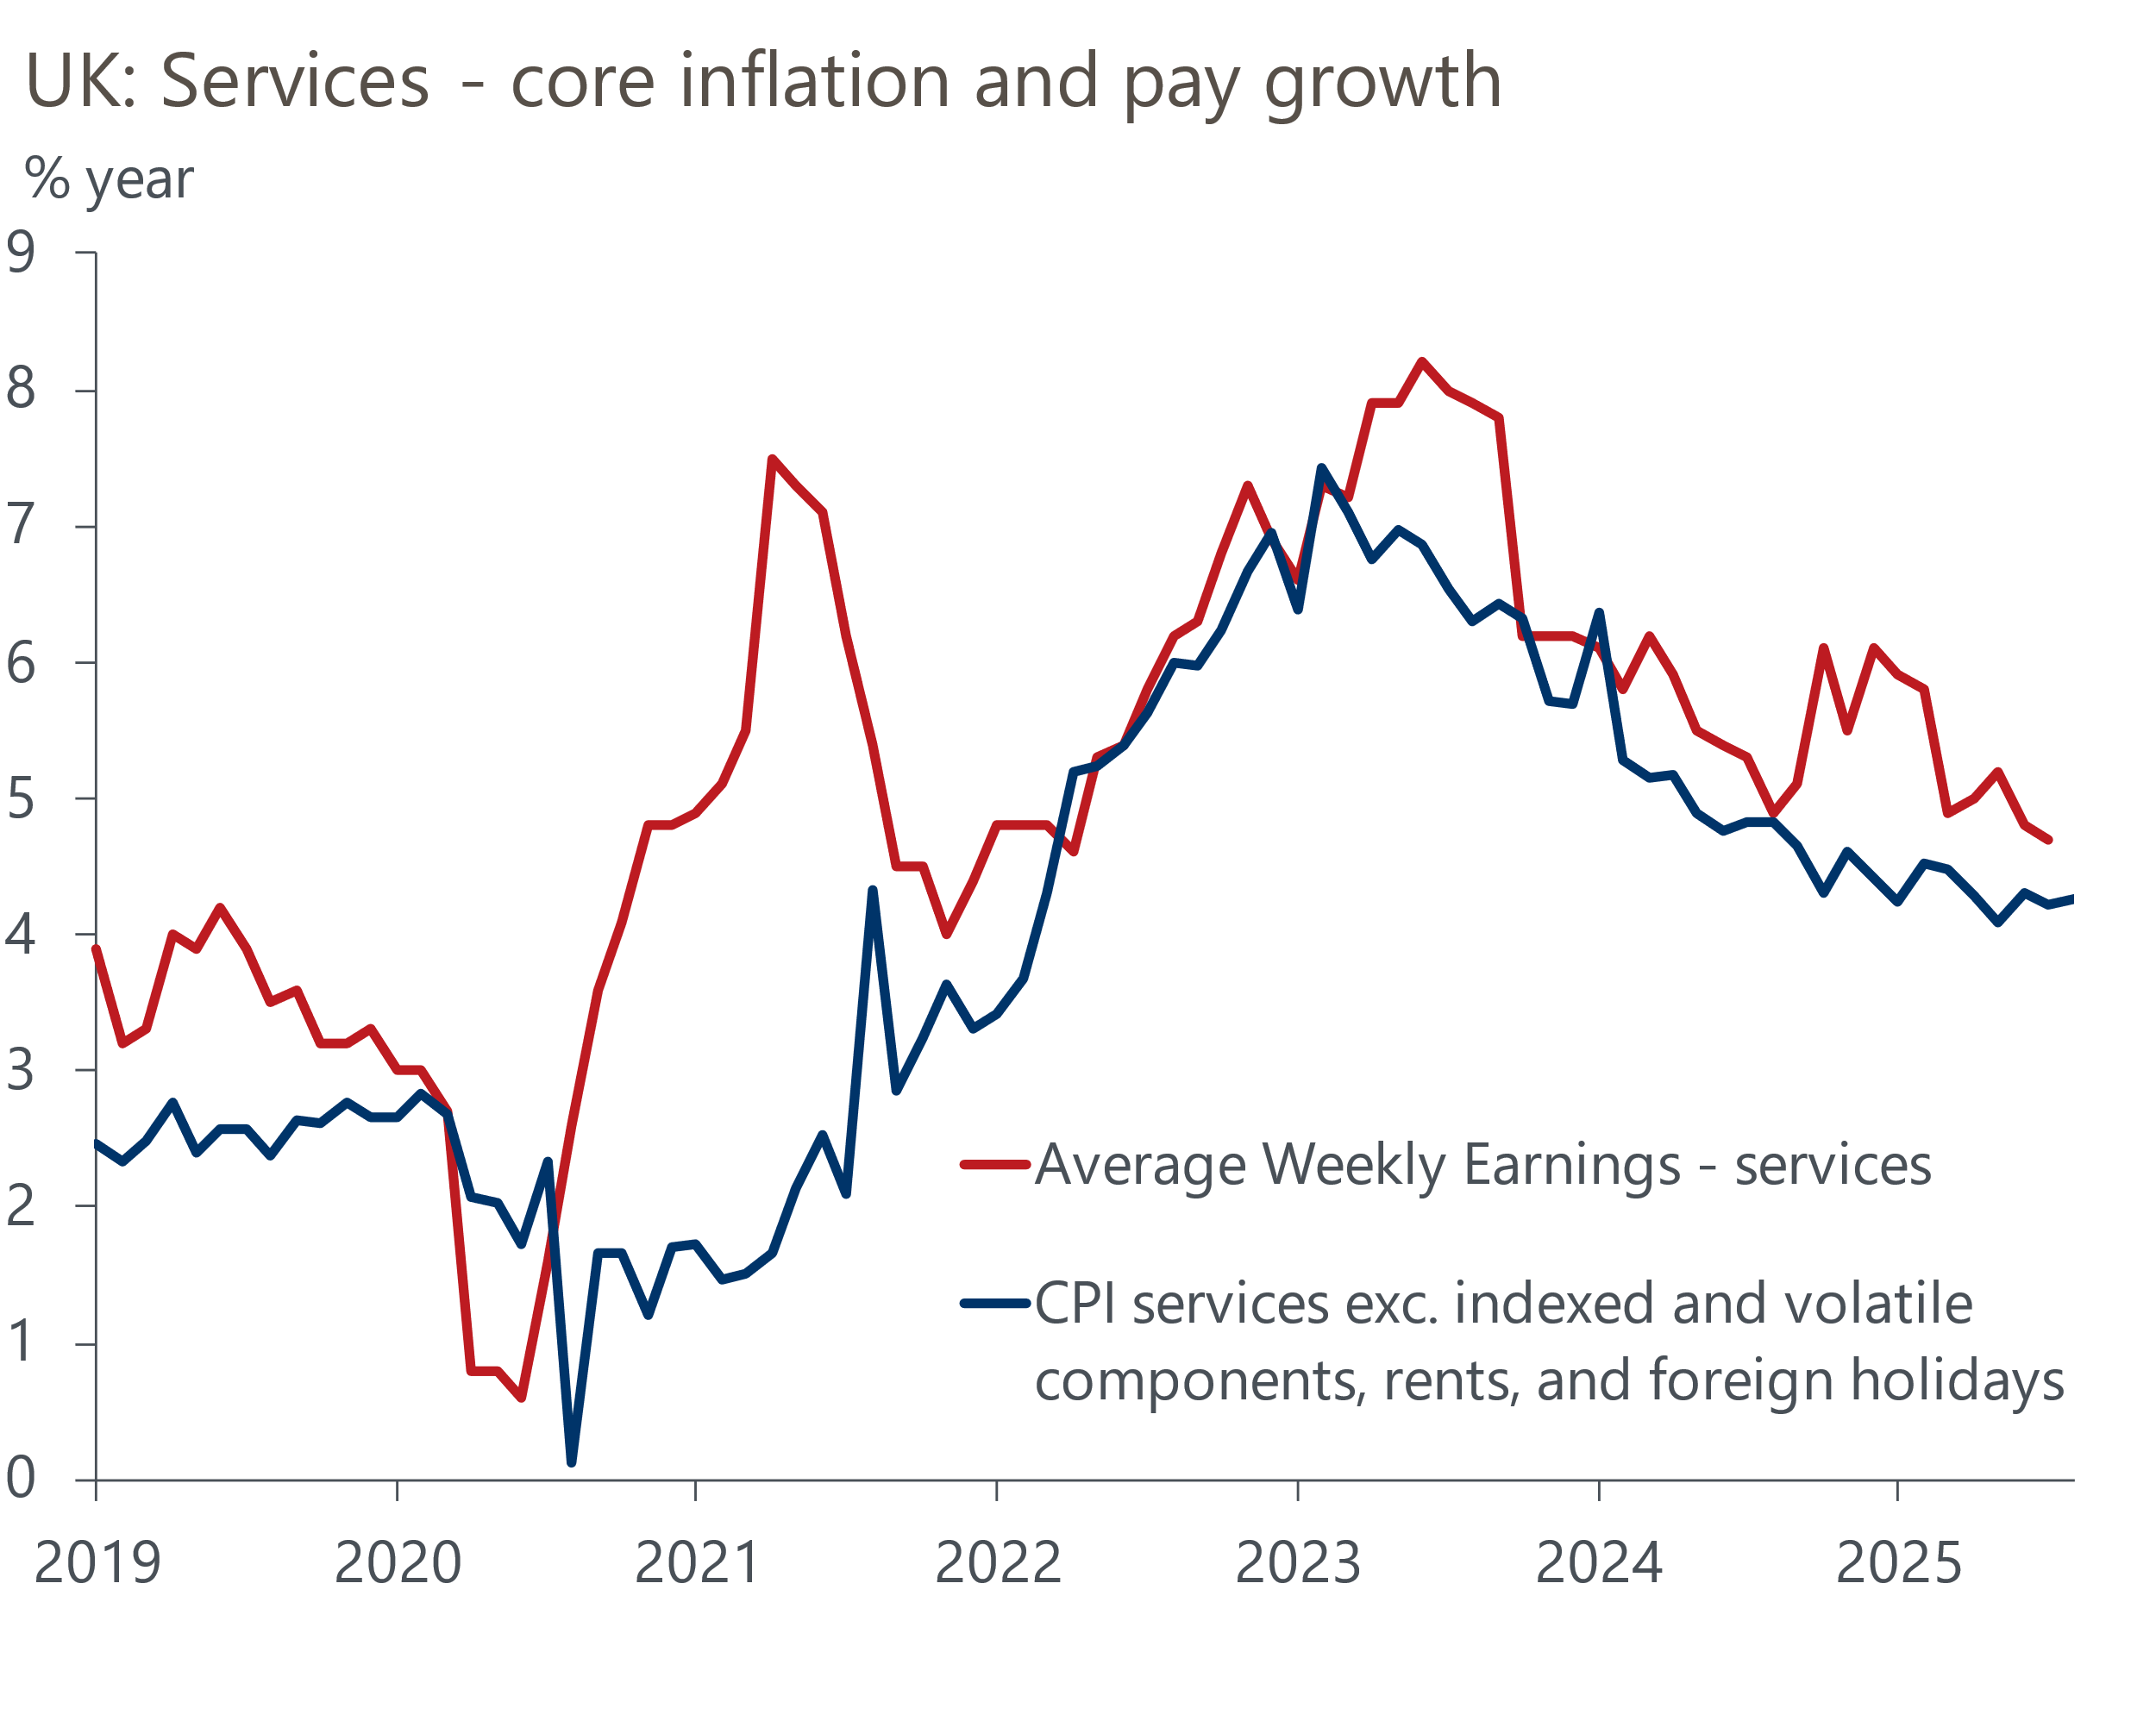 UK: Services - core inflation and pay growth
% year
9
8
7
6
5
4
3
2
1
0
Average Weekly Earnings - services
CPI services exc. indexed and volatile
components, rents, and foreign holidays
2019 2020 2021 2022 2023 2024 2025